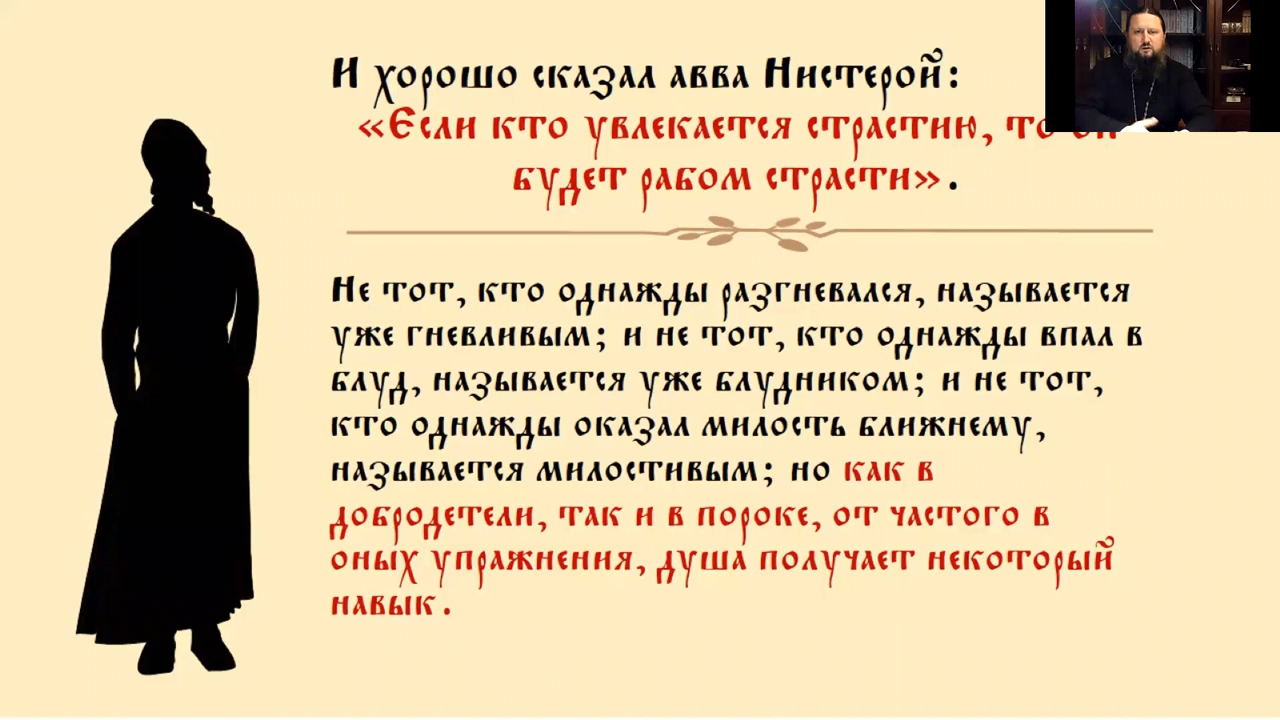 И хорошо сказал авва Нистерой:
«Если кто увлекается страстию, то он
будет рабом страсти».
Не тот, кто однажды разгневался, называется
уже гневливым; и не тот, кто однажды впал в
блуд, называется уже блудником; и не тот,
кто однажды оказал милость ближнему,
называется милостивым; но как в
добродетели, так и в пороке, от частого в
оных упражнения, душа получает некоторый
навык.